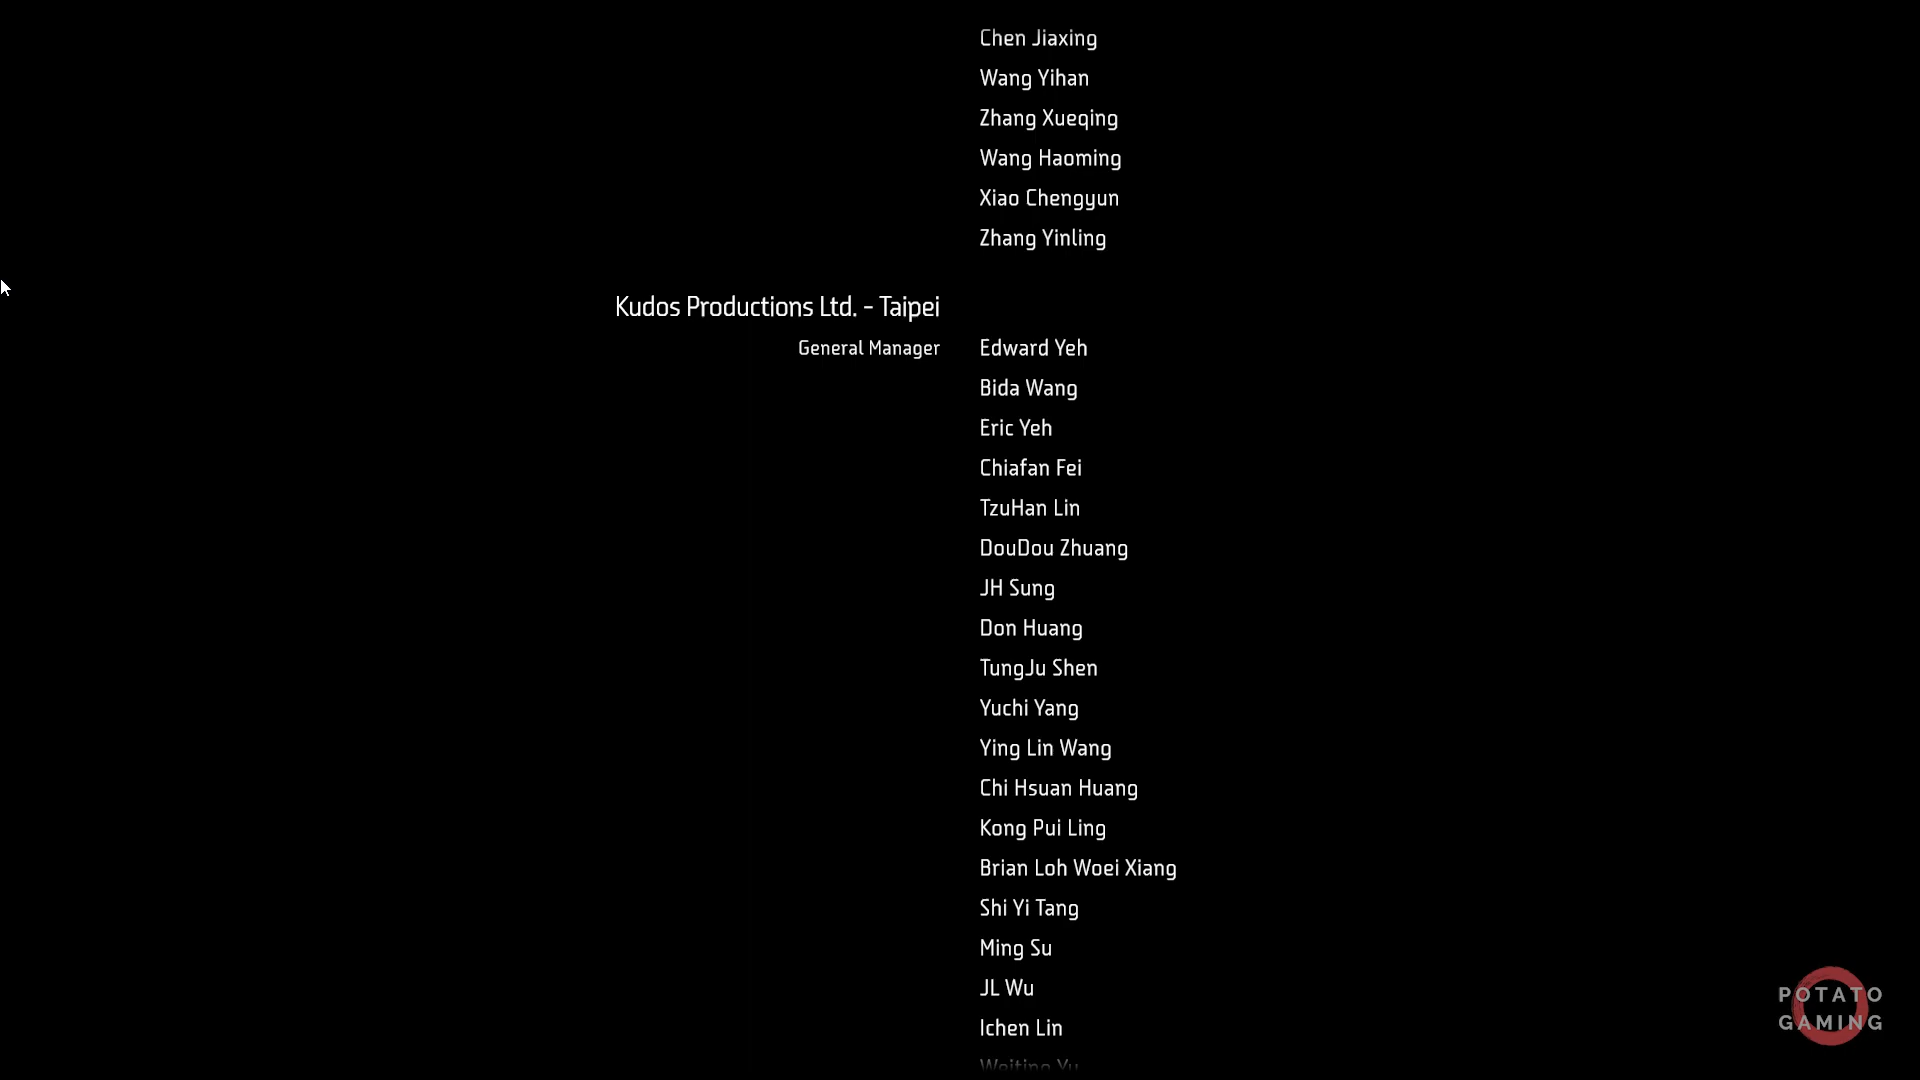 Chen Jiaxing
Wang Yihan
Zhang Xueqing
Wang Haoming
Xiao Chengyun
Zhang Yinling
Kudos Productions Ltd. - Taipei
General Manager Edward Yeh
Bida Wang
Eric Yeh
Chiafan Fei
TzuHan Lin
DouDou Zhuang
JH Sung
Don Huang
TungJu Shen
Yuchi Yang
Ying Lin Wang
Chi Hsuan Huang
Kong Pui Ling
Brian Loh Woei Xiang
Shi Yi Tang
Ming Su
JL Wu
Ichen Lin
POTATO
GAMING